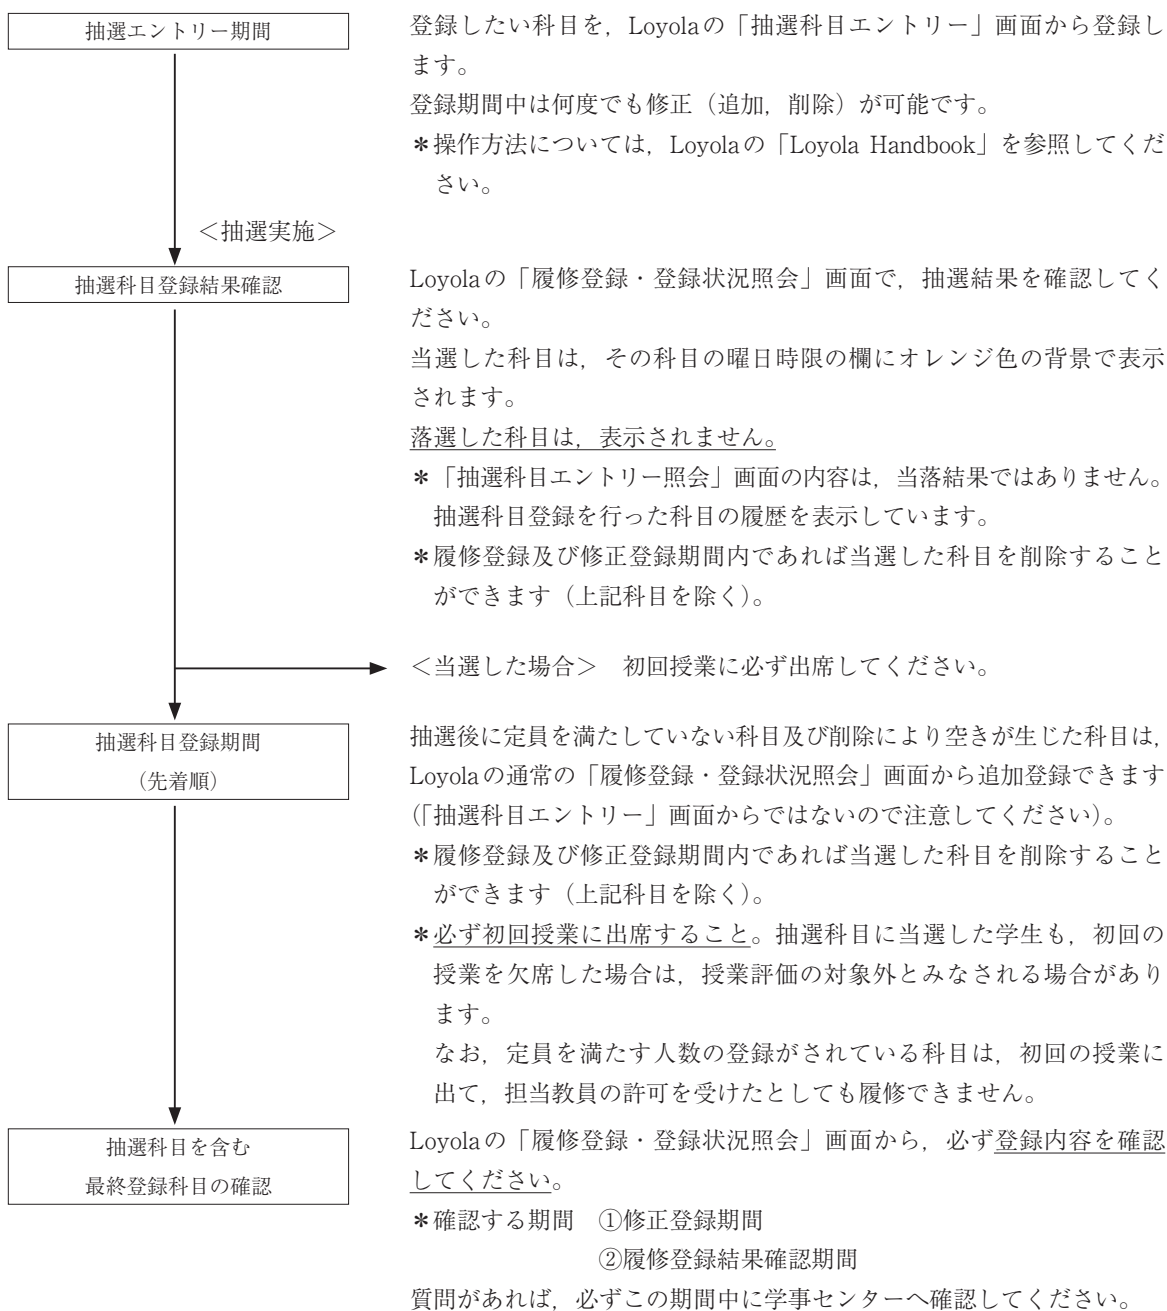 抽選エントリー期間
登録したい科目を，Loyolaの「抽選科目エントリー」画面から登録し
ます。
登録期間中は何度でも修正（追加，削除）が可能です。
＊操作方法については，Loyolaの「Loyola Handbook」を参照してくだ
さい。
＜抽選実施＞
抽選科目登録結果確認
Loyolaの「履修登録・登録状況照会」画面で，抽選結果を確認してく
ださい。
当選した科目は，その科目の曜日時限の欄にオレンジ色の背景で表示
されます。
落選した科目は，表示されません。
＊「抽選科目エントリー照会」画面の内容は，当落結果ではありません。
抽選科目登録を行った科目の履歴を表示しています。
＊履修登録及び修正登録期間内であれば当選した科目を削除すること
ができます（上記科目を除く）。
＜当選した場合＞　初回授業に必ず出席してください。
抽選科目登録期間
（先着順）
抽選後に定員を満たしていない科目及び削除により空きが生じた科目は，
Loyolaの通常の「履修登録・登録状況照会」画面から追加登録できます
（「抽選科目エントリー」画面からではないので注意してください）。
＊履修登録及び修正登録期間内であれば当選した科目を削除すること
ができます（上記科目を除く）。
＊必ず初回授業に出席すること。抽選科目に当選した学生も，初回の
授業を欠席した場合は，授業評価の対象外とみなされる場合があり
ます。
なお，定員を満たす人数の登録がされている科目は，初回の授業に
出て，担当教員の許可を受けたとしても履修できません。
抽選科目を含む
最終登録科目の確認
Loyolaの「履修登録・登録状況照会」画面から，必ず登録内容を確認
してください。
＊確認する期間　①修正登録期間
②履修登録結果確認期間
質問があれば，必ずこの期間中に学事センターへ確認してください。